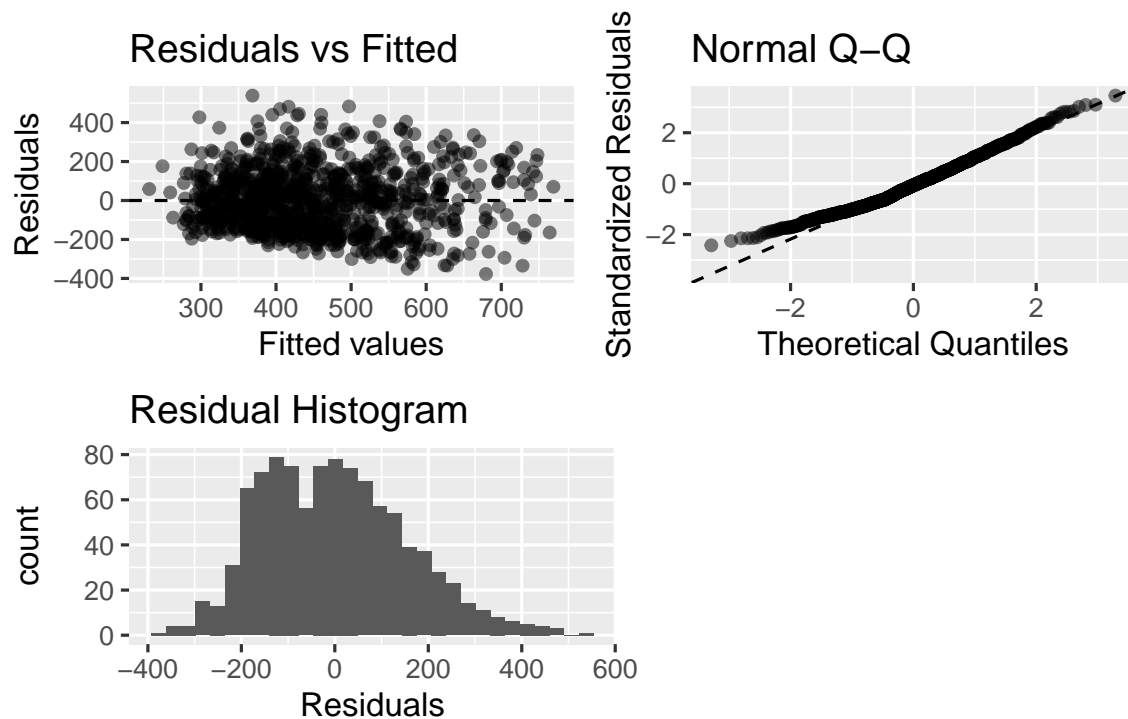 Residuals vs Fitted
Residuals
400
200
0
−200
−400
300 400 500 600 700
Fitted values
Normal Q−Q
Standardized Residuals
2
0
−2
−2 0 2
Theoretical Quantiles
Residual Histogram
count
80
60
40
20
0
−400 −200 0 200 400 600
Residuals